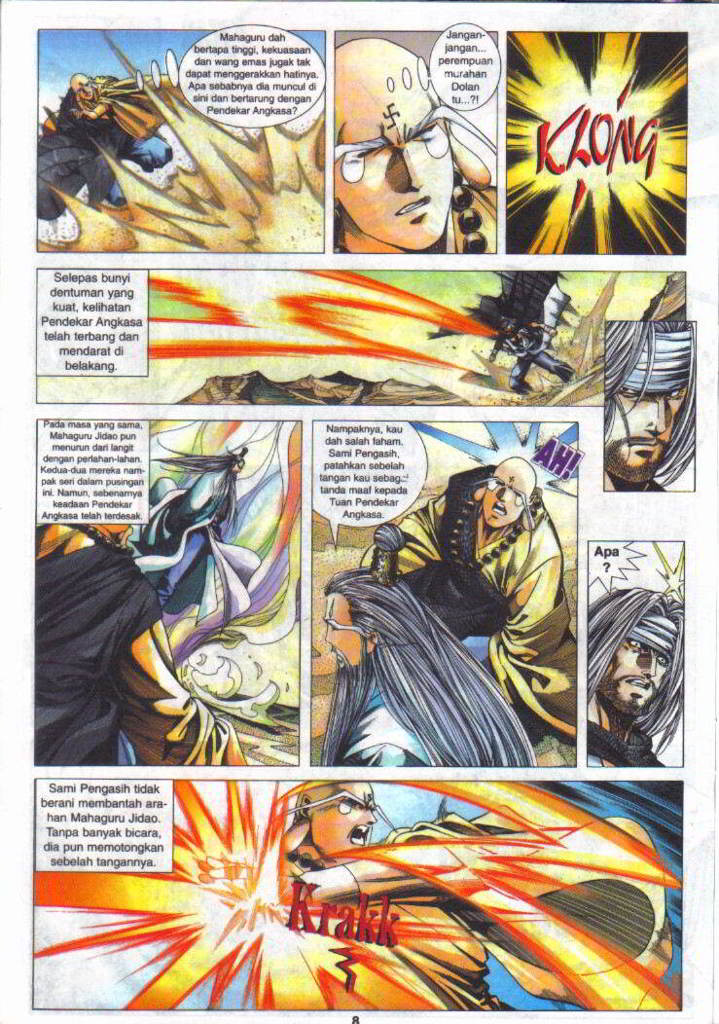 Mahaguru dah
bertapa tinggi, kekuasaan
dan wang emas jugak tak
dapat menggerakkan hatinya.
Apa sebabnya dia muncul di
sini dan bertarung dengan
Pendekar Angkasa?
Jangan-
jangan...
perempuan
murahan
Dolan
tu...?!
KLONG
Selepas bunyi
dentuman yang
kuat, kelihatan
Pendekar Angkasa
telah terbang dan
mendarat di
belakang.
Pada masa yang sama,
Mahaguru Jidao pun
menurun dari langit
dengan perlahan-lahan.
Kedua-dua mereka nam-
pak seri dalam pusingan
ini. Namun, sebenarnya
keadaan Pendekar
Angkasa telah terdesak.
Nampaknya, kau
dah salah faham.
Sami Pengasih,
patahkan sebelah
tangan kau sebagai
tanda maaf kepada
Tuan Pendekar
Angkasa.
AH!
Apa
?
Sami Pengasih tidak
berani membantah ara-
han Mahaguru Jidao.
Tanpa banyak bicara,
dia pun memotongkan
sebelah tangannya.
Krakk
8